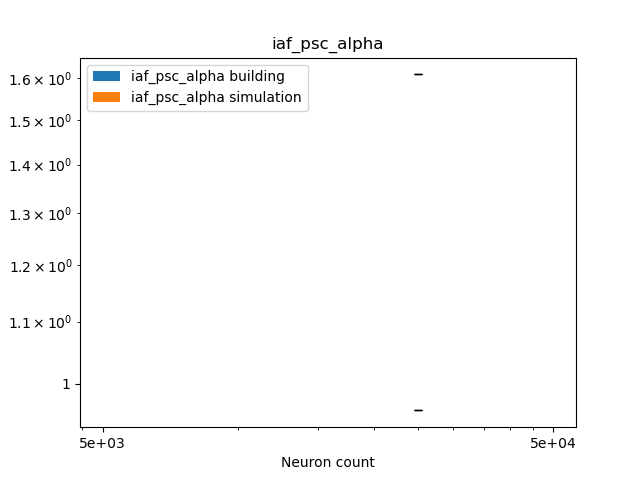 iaf_psc_alpha
iaf_psc_alpha building
iaf_psc_alpha simulation
1.6 × 10⁰
1.5 × 10⁰
1.4 × 10⁰
1.3 × 10⁰
1.2 × 10⁰
1.1 × 10⁰
1
5e+03
5e+04
Neuron count